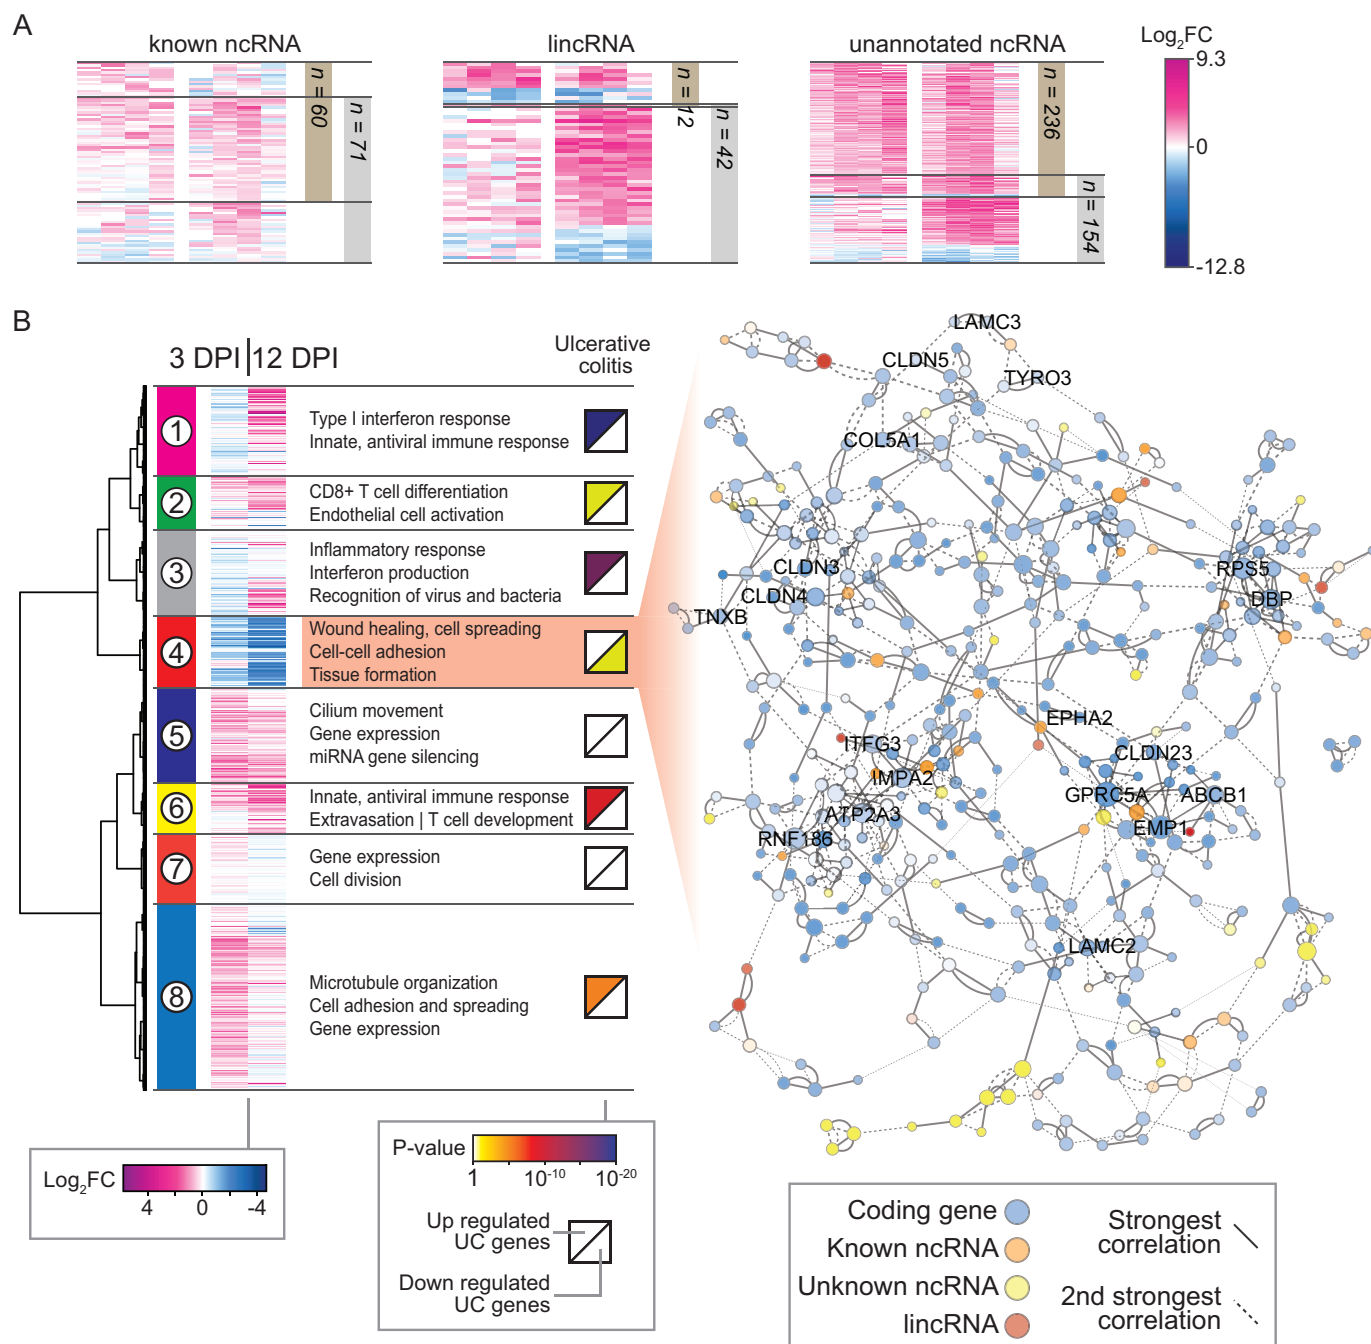 A
known ncRNA
lincRNA
unannotated ncRNA
Log2FC
n = 60
n = 71
n = 12
n = 42
n = 236
n = 154
9.3
0
-12.8
B
3 DPI | 12 DPI
Ulcerative
colitis
1
Type I interferon response
Innate, antiviral immune response
2
CD8+ T cell differentiation
Endothelial cell activation
3
Inflammatory response
Interferon production
Recognition of virus and bacteria
4
Wound healing, cell spreading
Cell-cell adhesion
Tissue formation
5
Cilium movement
Gene expression
miRNA gene silencing
6
Innate, antiviral immune response
Extravasation | T cell development
7
Gene expression
Cell division
8
Microtubule organization
Cell adhesion and spreading
Gene expression
LAMC3
CLDN5
TYRO3
COL5A1
CLDN3
CLDN4
TNXB
RPS5
DBP
EPHA2
ITFG3
IMPA2
CLDN23
GPRC5A
ABCB1
ATP2A3
EMP1
RNF186
LAMC2
Log2FC
4 0 -4
P-value
1 10-10 10-20
Up regulated
UC genes
Down regulated
UC genes
Coding gene
Known ncRNA
Unknown ncRNA
lincRNA
Strongest
correlation
2nd strongest
correlation